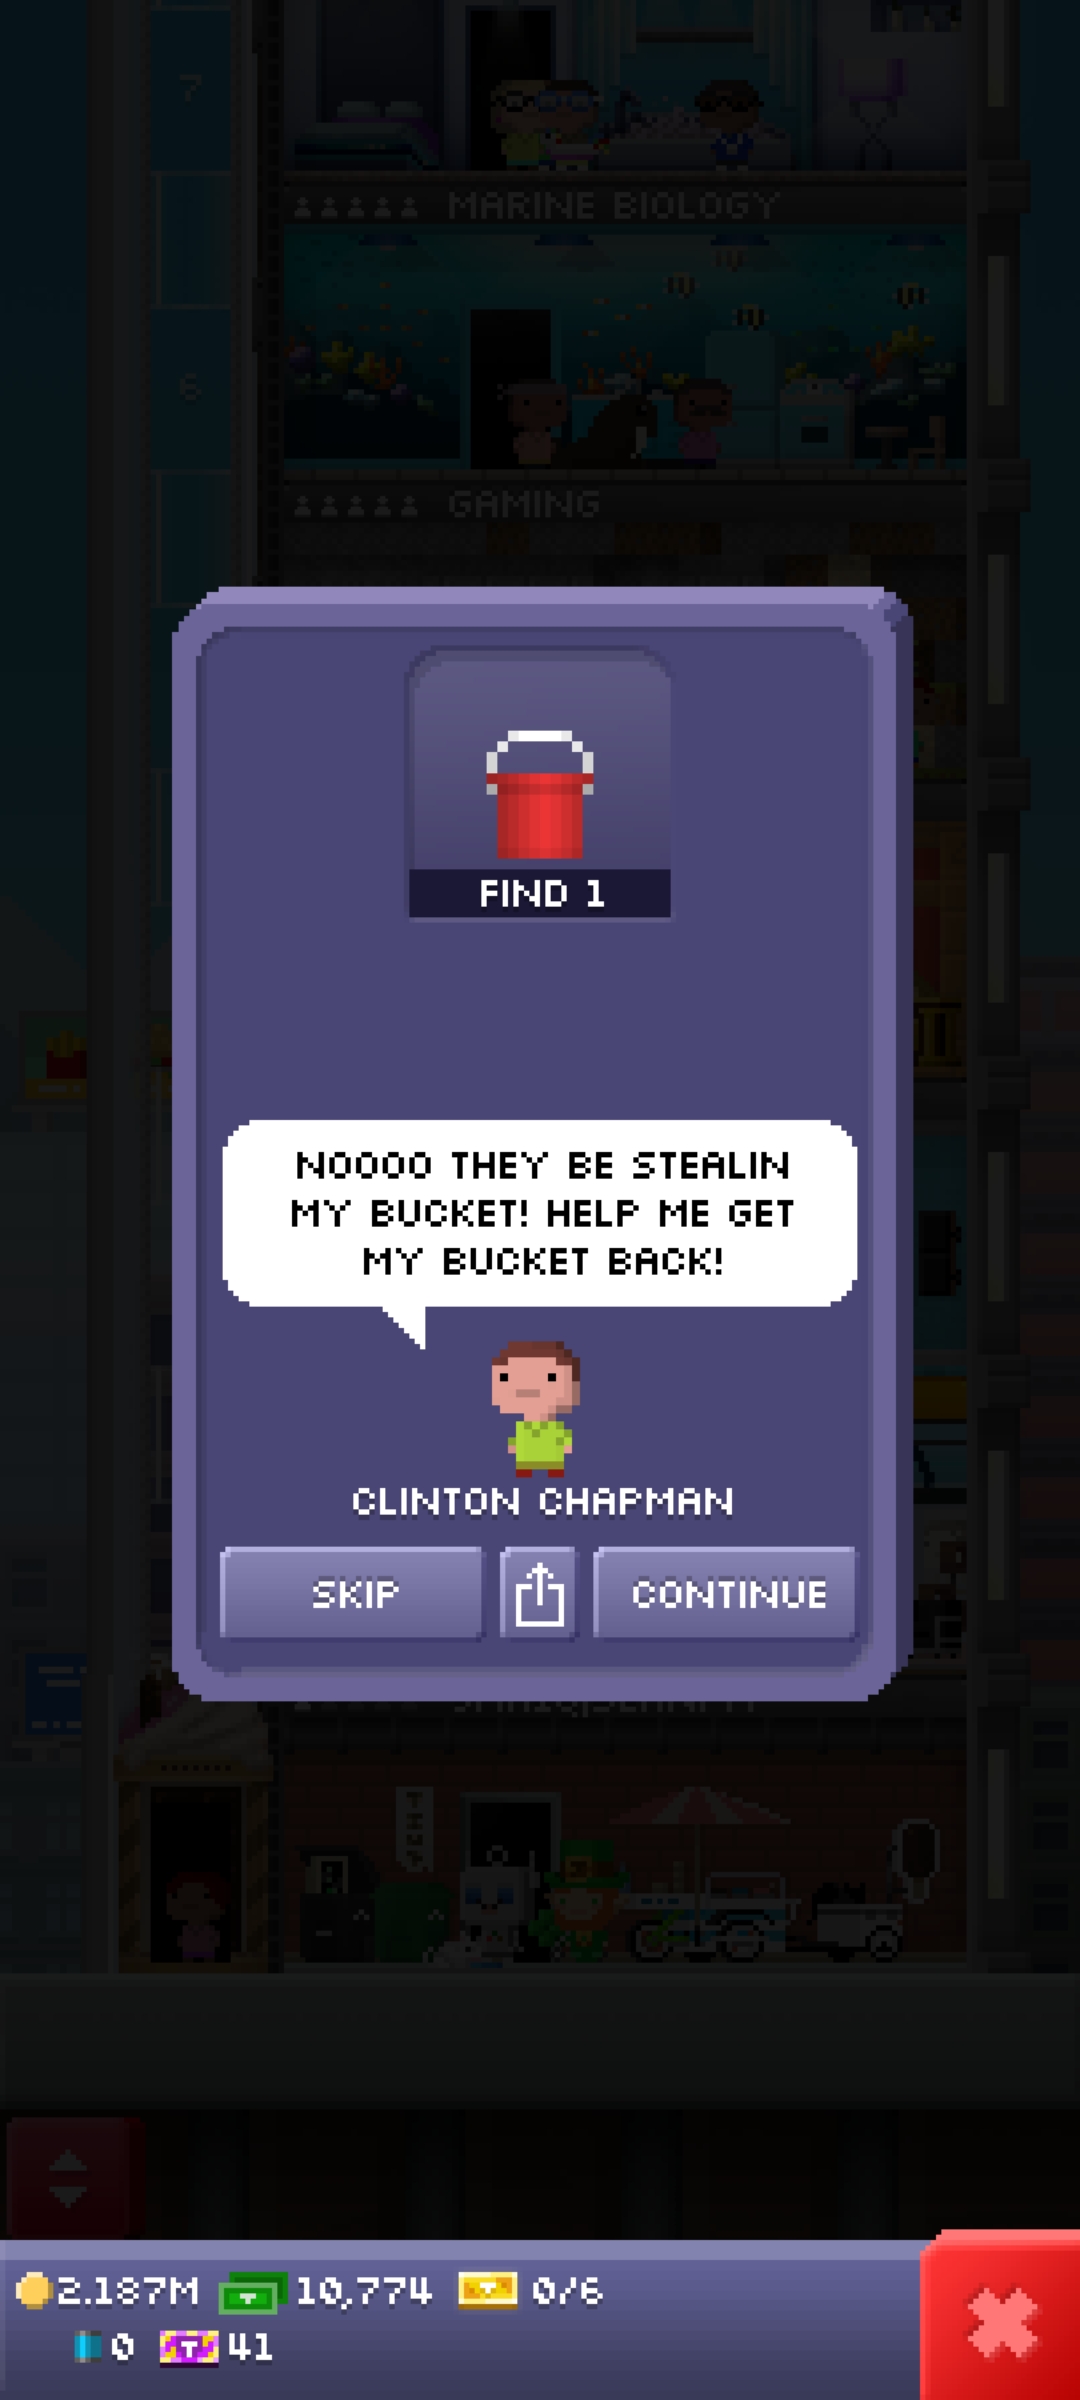 7
MARINE BIOLOGY
6
GAMING
FIND 1
NOOOO THEY BE STEALIN
MY BUCKET! HELP ME GET
MY BUCKET BACK!
CLINTON CHAPMAN
SKIP
CONTINUE
2.187M
10,774
0/6
0
41